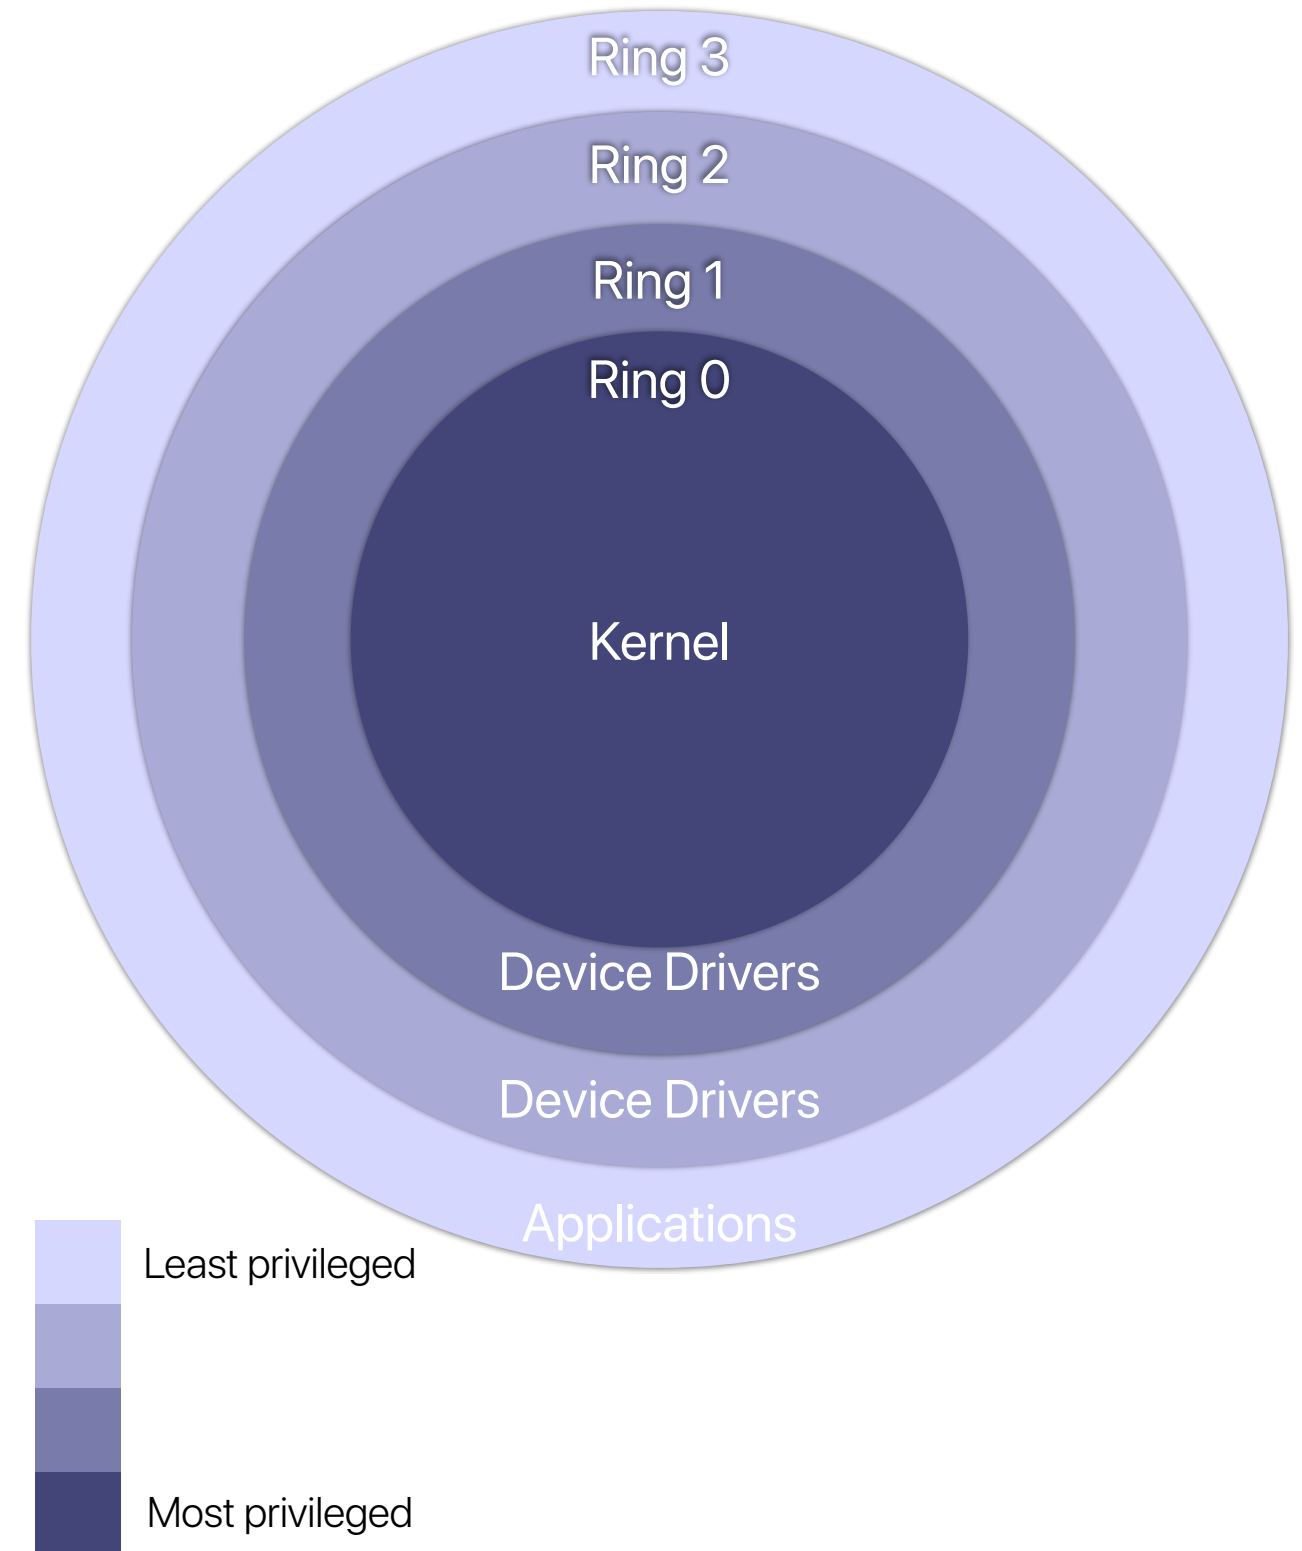 Ring 3
Ring 2
Ring 1
Ring 0
Kernel
Device Drivers
Device Drivers
Applications
Least privileged
Most privileged